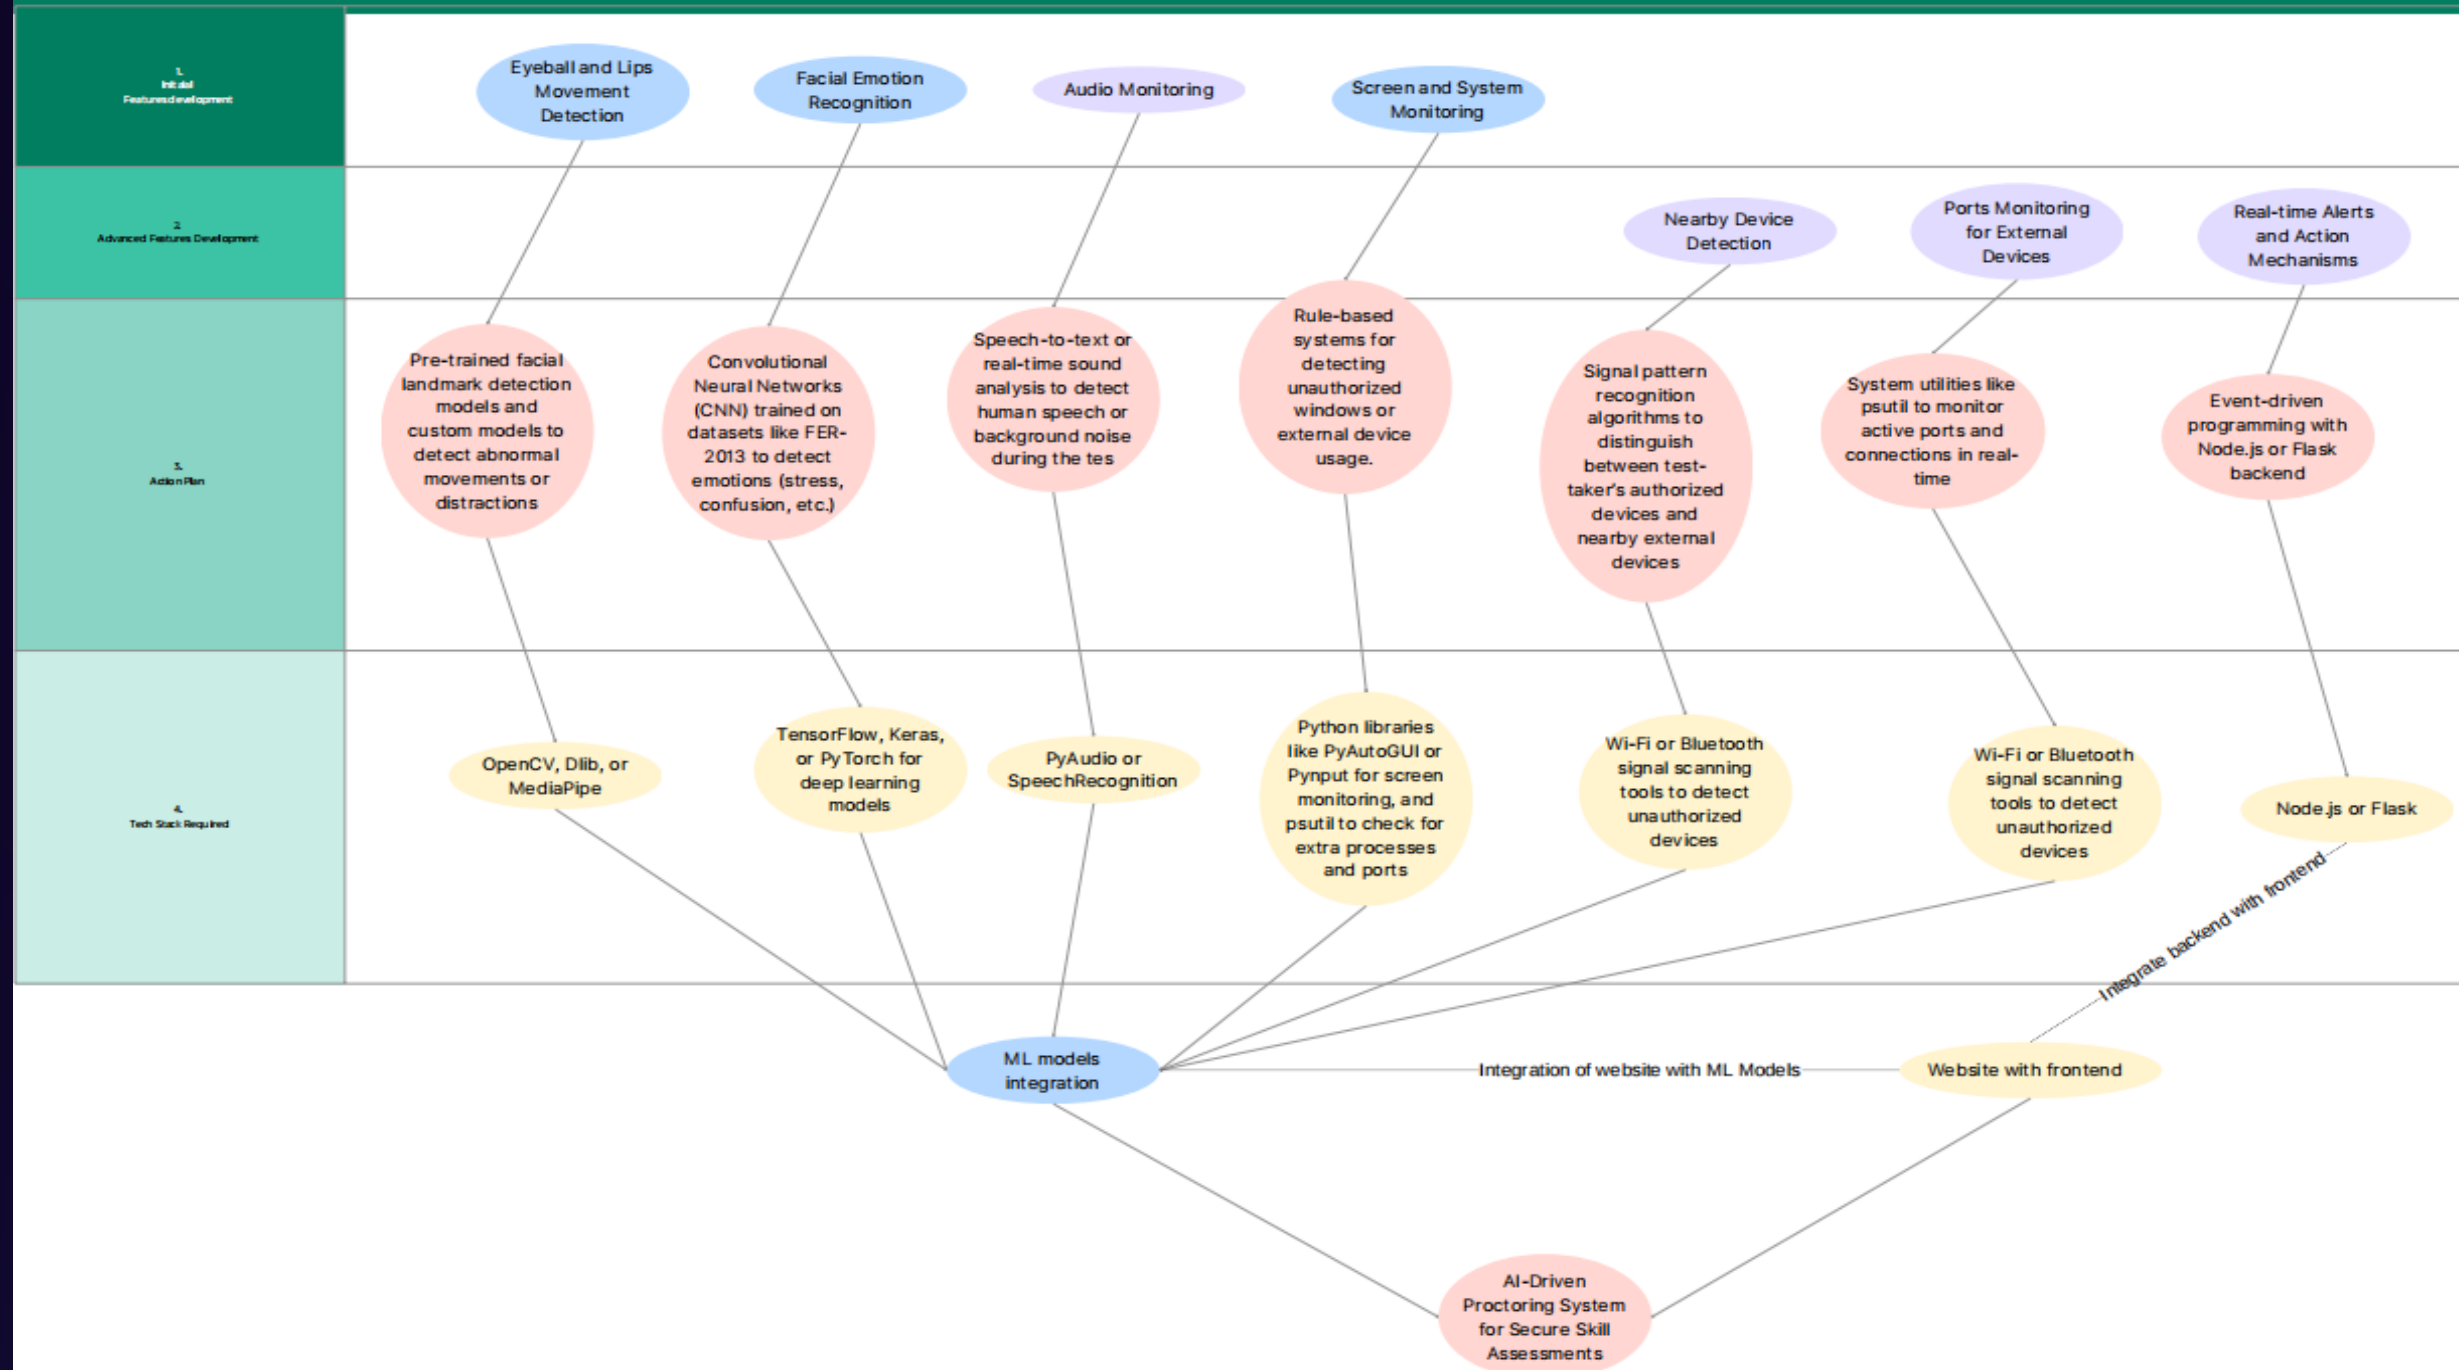 1.
Initial
Features development
Eyeball and Lips
Movement
Detection
Facial Emotion
Recognition
Audio Monitoring
Screen and System
Monitoring
2.
Advanced Features Development
Nearby Device
Detection
Ports Monitoring
for External
Devices
Real-time Alerts
and Action
Mechanisms
3.
Action Plan
Pre-trained facial
landmark detection
models and
custom models to
detect abnormal
movements or
distractions
Convolutional
Neural Networks
(CNN) trained on
datasets like FER-
2013 to detect
emotions (stress,
confusion, etc.)
Speech-to-text or
real-time sound
analysis to detect
human speech or
background noise
during the tes
Rule-based
systems for
detecting
unauthorized
windows or
external device
usage.
Signal pattern
recognition
algorithms to
distinguish
between test-
taker's authorized
devices and
nearby external
devices
System utilities like
psutil to monitor
active ports and
connections in real-
time
Event-driven
programming with
Node.js or Flask
backend
4.
Tech Stack Required
OpenCV, Dlib, or
MediaPipe
TensorFlow, Keras,
or PyTorch for
deep learning
models
PyAudio or
SpeechRecognition
Python libraries
like PyAutoGUI or
Pynput for screen
monitoring, and
psutil to check for
extra processes
and ports
Wi-Fi or Bluetooth
signal scanning
tools to detect
unauthorized
devices
Wi-Fi or Bluetooth
signal scanning
tools to detect
unauthorized
devices
Node.js or Flask
Integrate backend with frontend
ML models
integration
Integration of website with ML Models
Website with frontend
AI-Driven
Proctoring System
for Secure Skill
Assessments